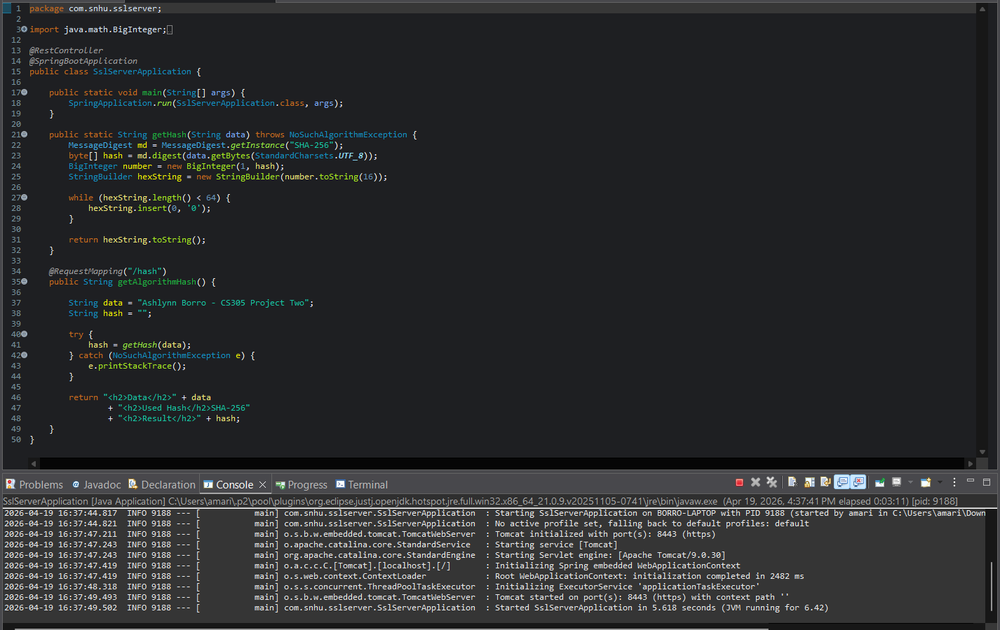 1 package com.snhu.sslserver;
2
3 import java.math.BigInteger;
12
13 @RestController
14 @SpringBootApplication
15 public class SslServerApplication {
16
17 public static void main(String[] args) {
18 SpringApplication.run(SslServerApplication.class, args);
19 }
20
21 public static String getHash(String data) throws NoSuchAlgorithmException {
22 MessageDigest md = MessageDigest.getInstance("SHA-256");
23 byte[] hash = md.digest(data.getBytes(StandardCharsets.UTF_8));
24 BigInteger number = new BigInteger(1, hash);
25 StringBuilder hexString = new StringBuilder(number.toString(16));
26
27 while (hexString.length() < 64) {
28 hexString.insert(0, '0');
29 }
30
31 return hexString.toString();
32 }
33
34 @RequestMapping("/hash")
35 public String getAlgorithmHash() {
36
37 String data = "Ashlynn Borro - CS305 Project Two";
38 String hash = "";
39
40 try {
41 hash = getHash(data);
42 } catch (NoSuchAlgorithmException e) {
43 e.printStackTrace();
44 }
45
46 return "<h2>Data</h2>" + data
47 + "<h2>Used Hash</h2>SHA-256"
48 + "<h2>Result</h2>" + hash;
49 }
50 }
Problems @ Javadoc Declaration Console Progress Terminal
SslServerApplication [Java Application] C:\Users\amari\.p2\pool\plugins\org.eclipse.justj.openjdk.hotspot.jre.full.win32.x86_64_21.0.9.v20251105-0741\jre\bin\javaw.exe (Apr 19, 2026, 4:37:41 PM elapsed 0:03:11) [pid: 9188]
2026-04-19 16:37:44.817 INFO 9188 --- [ main] com.snhu.sslserver.SslServerApplication : Starting SslServerApplication on BORRO-LAPTOP with PID 9188 (started by amari in C:\Users\amari\Down
2026-04-19 16:37:44.821 INFO 9188 --- [ main] com.snhu.sslserver.SslServerApplication : No active profile set, falling back to default profiles: default
2026-04-19 16:37:47.211 INFO 9188 --- [ main] o.s.b.w.embedded.tomcat.TomcatWebServer : Tomcat initialized with port(s): 8443 (https)
2026-04-19 16:37:47.243 INFO 9188 --- [ main] o.apache.catalina.core.StandardService : Starting service [Tomcat]
2026-04-19 16:37:47.243 INFO 9188 --- [ main] org.apache.catalina.core.StandardEngine : Starting Servlet engine: [Apache Tomcat/9.0.30]
2026-04-19 16:37:47.419 INFO 9188 --- [ main] o.a.c.c.C.[Tomcat].[localhost].[/] : Initializing Spring embedded WebApplicationContext
2026-04-19 16:37:47.419 INFO 9188 --- [ main] o.s.web.context.ContextLoader : Root WebApplicationContext: initialization completed in 2482 ms
2026-04-19 16:37:48.318 INFO 9188 --- [ main] o.s.s.concurrent.ThreadPoolTaskExecutor : Initializing ExecutorService 'applicationTaskExecutor'
2026-04-19 16:37:49.493 INFO 9188 --- [ main] o.s.b.w.embedded.tomcat.TomcatWebServer : Tomcat started on port(s): 8443 (https) with context path ''
2026-04-19 16:37:49.502 INFO 9188 --- [ main] com.snhu.sslserver.SslServerApplication : Started SslServerApplication in 5.618 seconds (JVM running for 6.42)